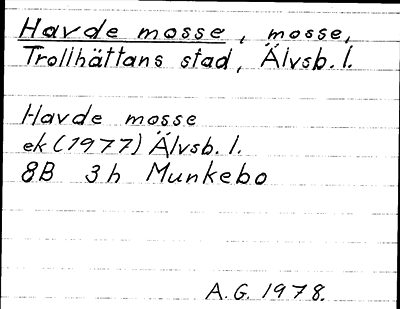 Havde mosse, mosse,
Trollhättans stad, Älvsb. l.
Havde mosse
ek (1977) Älvsb. l.
8B 3h Munkebo
A.G. 1978.